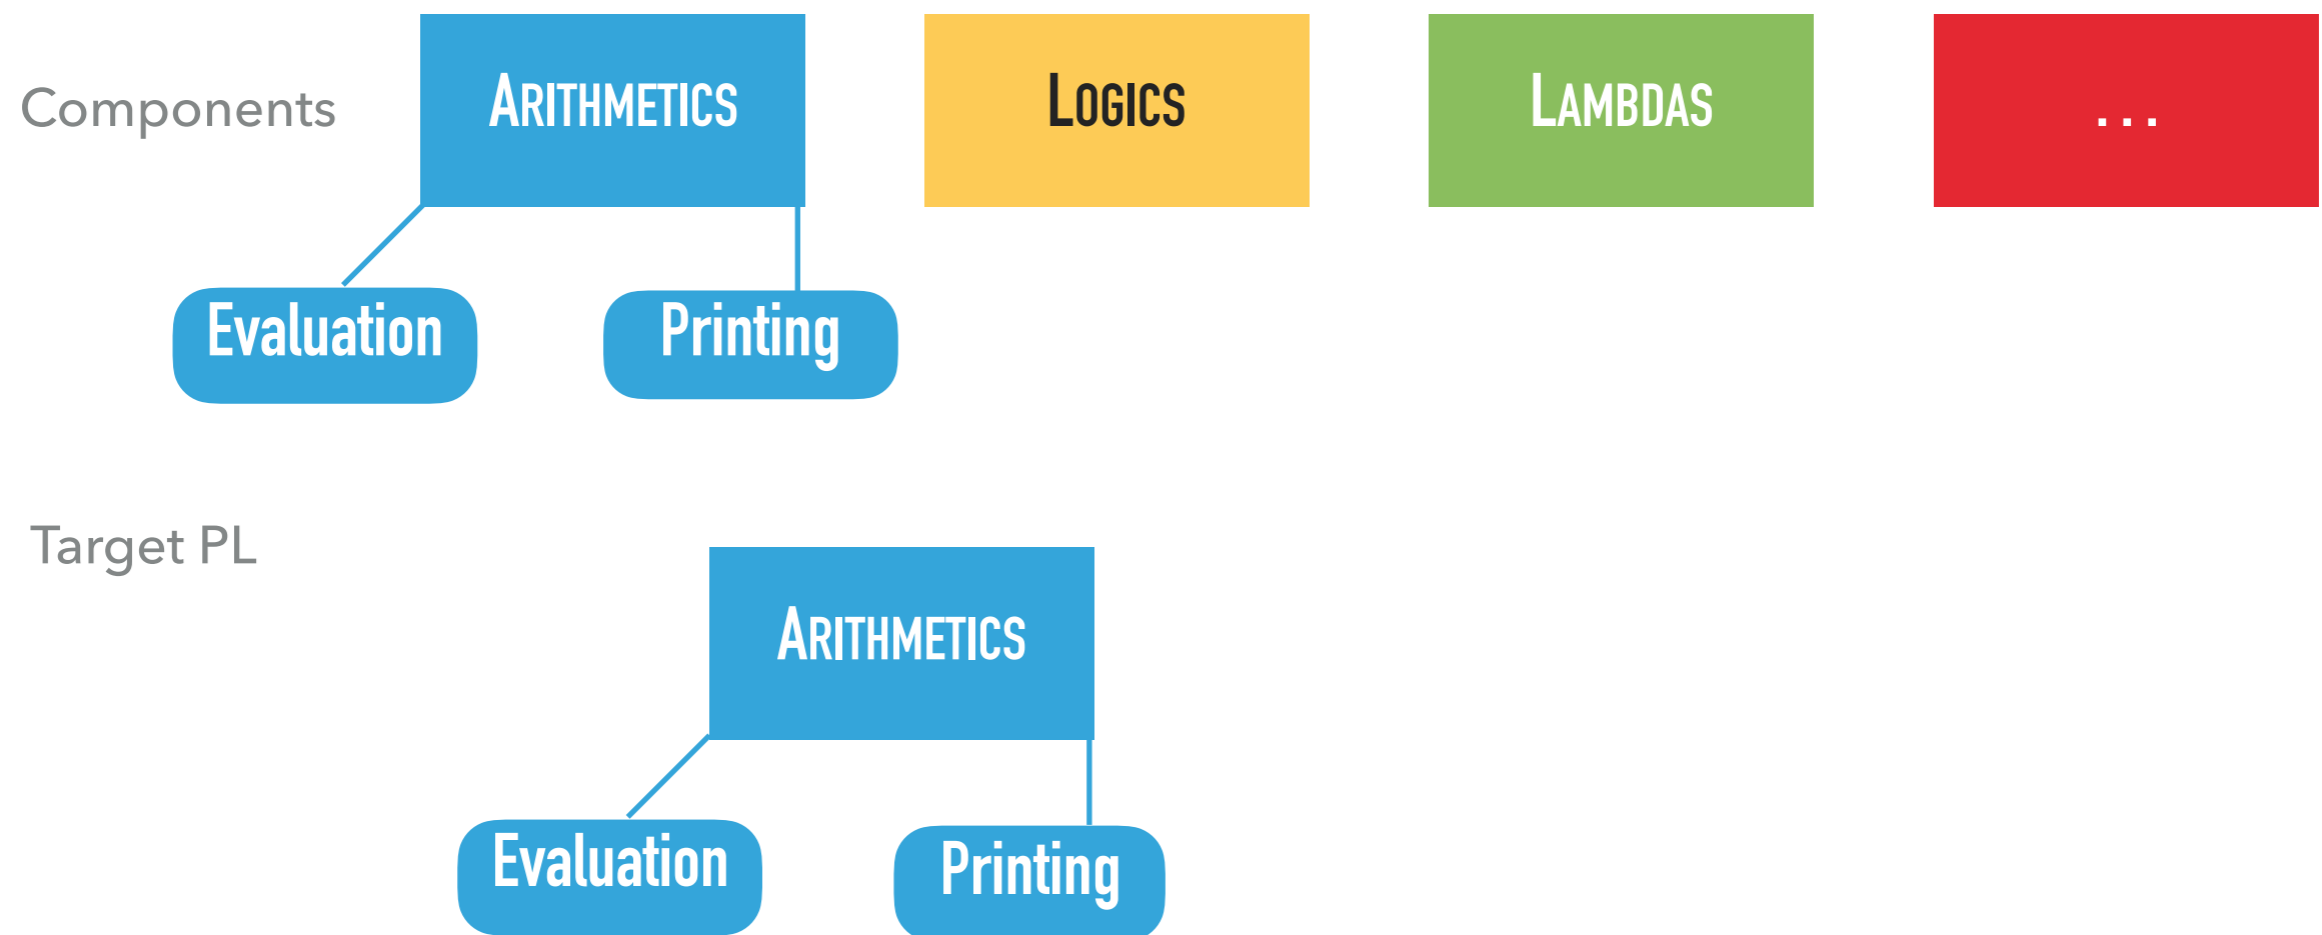 Components
ARITHMETICS
LOGICS
LAMBDAS
...
Evaluation
Printing
Target PL
ARITHMETICS
Evaluation
Printing